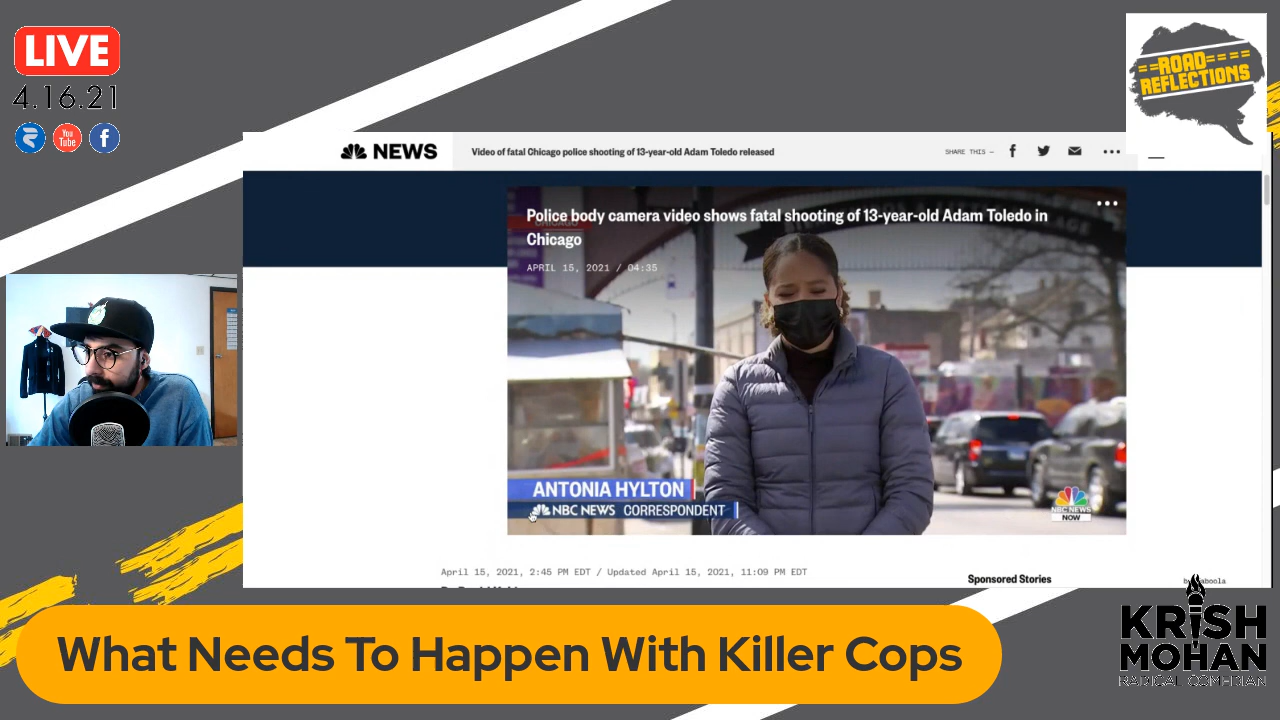 LIVE
4.16.21
You
Tube
ROAD
REFLECTIONS
NEWS
Video of fatal Chicago police shooting of 13-year-old Adam Toledo released
SHARE THIS —
Police body camera video shows fatal shooting of 13-year-old Adam Toledo in
Chicago
APRIL 15, 2021 / 04:35
ANTONIA HYLTON
NBC NEWS CORRESPONDENT
NBC NEWS
NOW
April 15, 2021, 2:45 PM EDT / Updated April 15, 2021, 11:09 PM EDT
Sponsored Stories
What Needs To Happen With Killer Cops
KRISH
MOHAN
RADICAL COMEDIAN